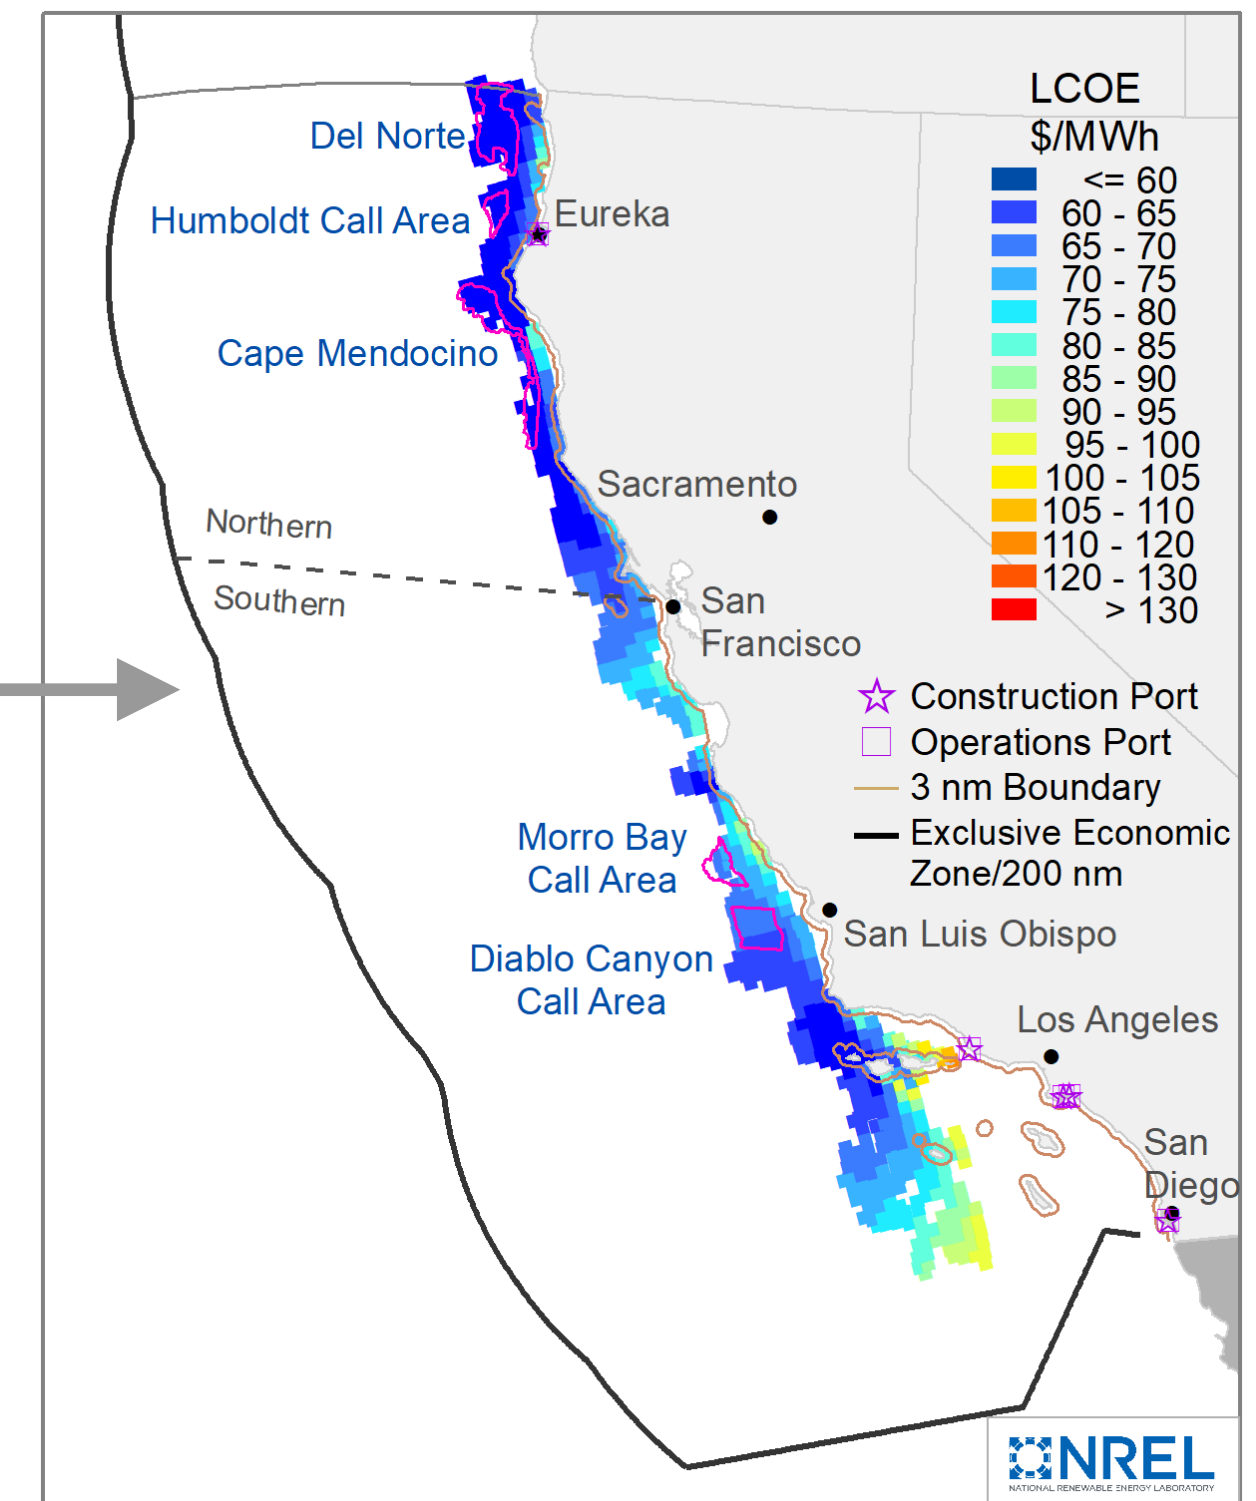 LCOE
$/MWh
<= 60
60 - 65
65 - 70
70 - 75
75 - 80
80 - 85
85 - 90
90 - 95
95 - 100
100 - 105
105 - 110
110 - 120
120 - 130
> 130
Construction Port
Operations Port
3 nm Boundary
Exclusive Economic
Zone/200 nm
Del Norte
Humboldt Call Area
Eureka
Cape Mendocino
Sacramento
Northern
Southern
San
Francisco
Morro Bay
Call Area
San Luis Obispo
Diablo Canyon
Call Area
Los Angeles
San
Diego
NREL
NATIONAL RENEWABLE ENERGY LABORATORY